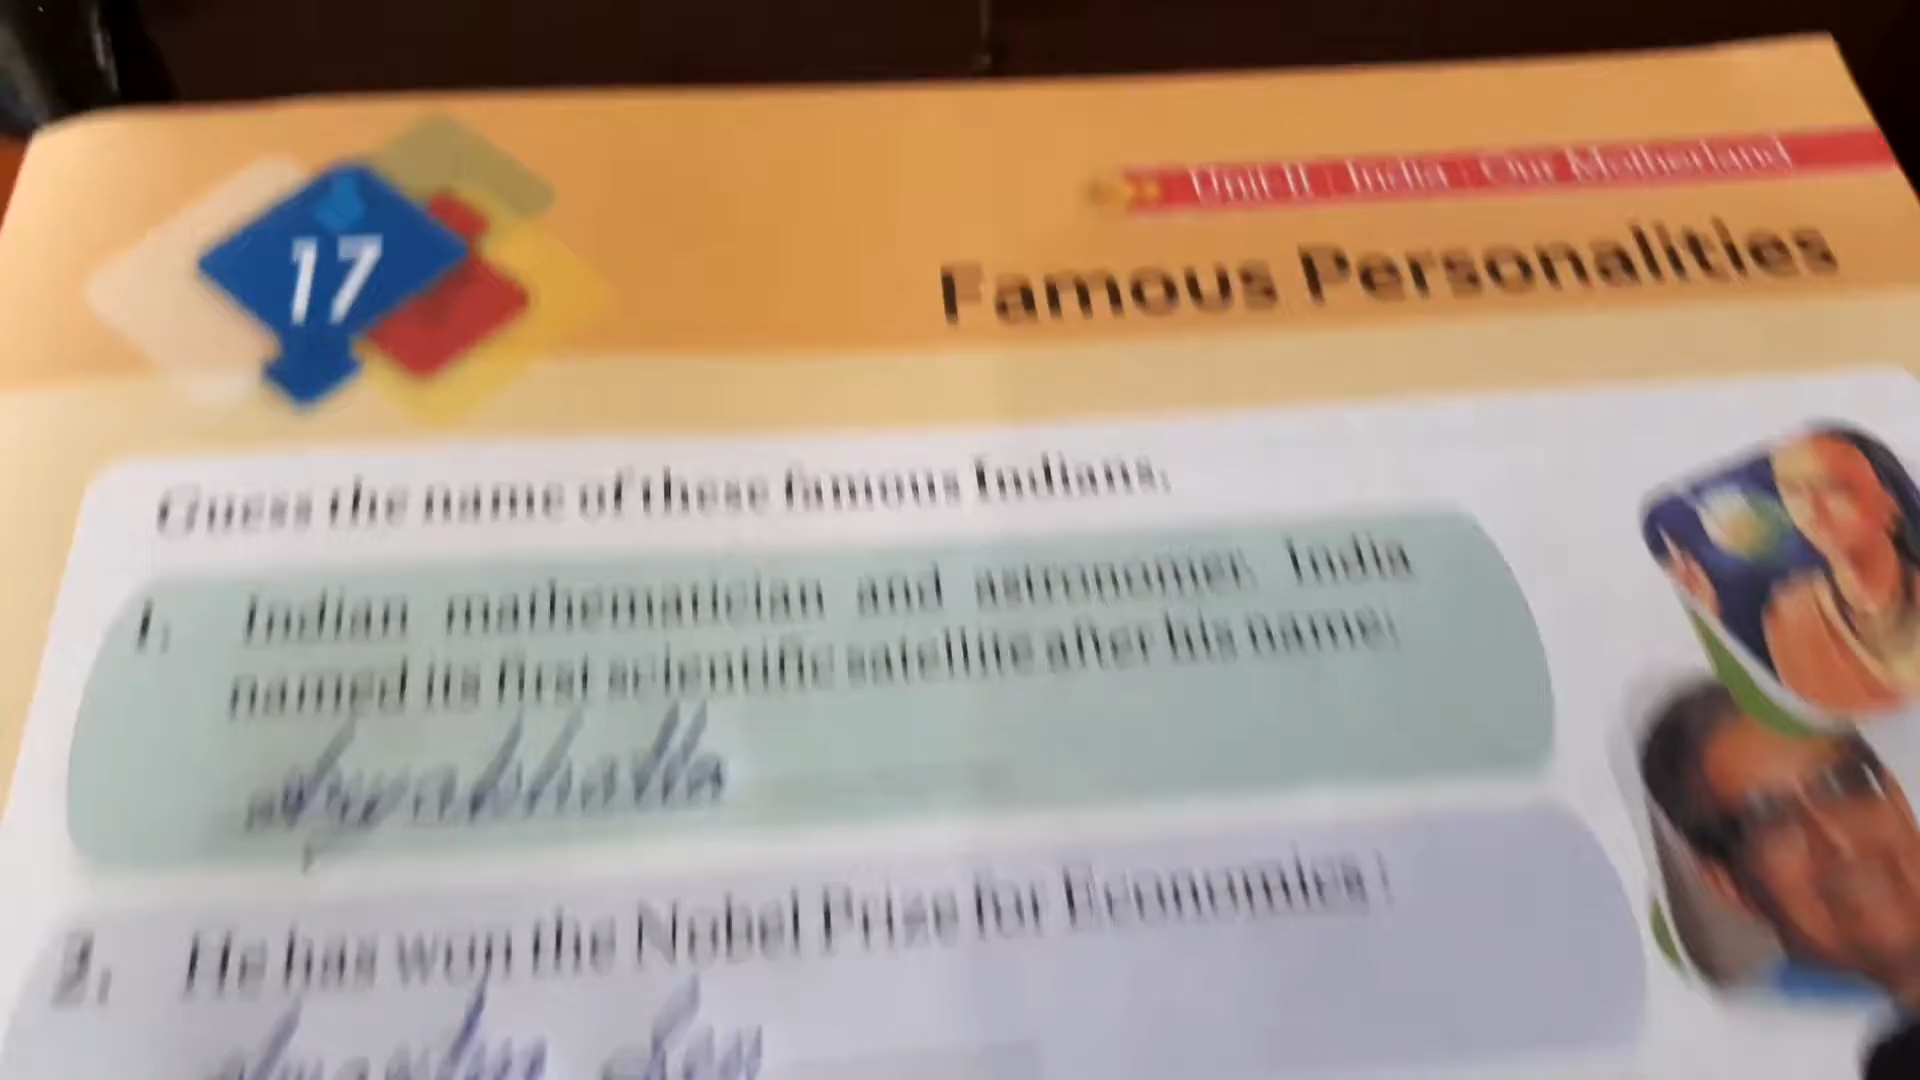 17
Unit II : India : Our Motherland
Famous Personalities
Guess the name of these famous Indians.
1. Indian mathematician and astronomer. India
named its first scientific satellite after his name:
Aryabhatta
2. He has won the Nobel Prize for Economics :
Amartya Sen